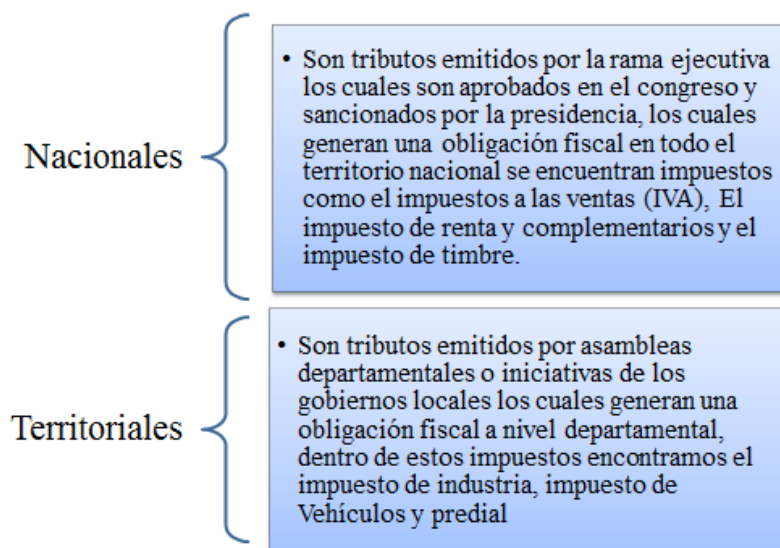 Nacionales
• Son tributos emitidos por la rama ejecutiva
los cuales son aprobados en el congreso y
sancionados por la presidencia, los cuales
generan una obligación fiscal en todo el
territorio nacional se encuentran impuestos
como el impuestos a las ventas (IVA), El
impuesto de renta y complementarios y el
impuesto de timbre.
Territoriales
• Son tributos emitidos por asambleas
departamentales o iniciativas de los
gobiernos locales los cuales generan una
obligación fiscal a nivel departamental,
dentro de estos impuestos encontramos el
impuesto de industria, impuesto de
Vehículos y predial